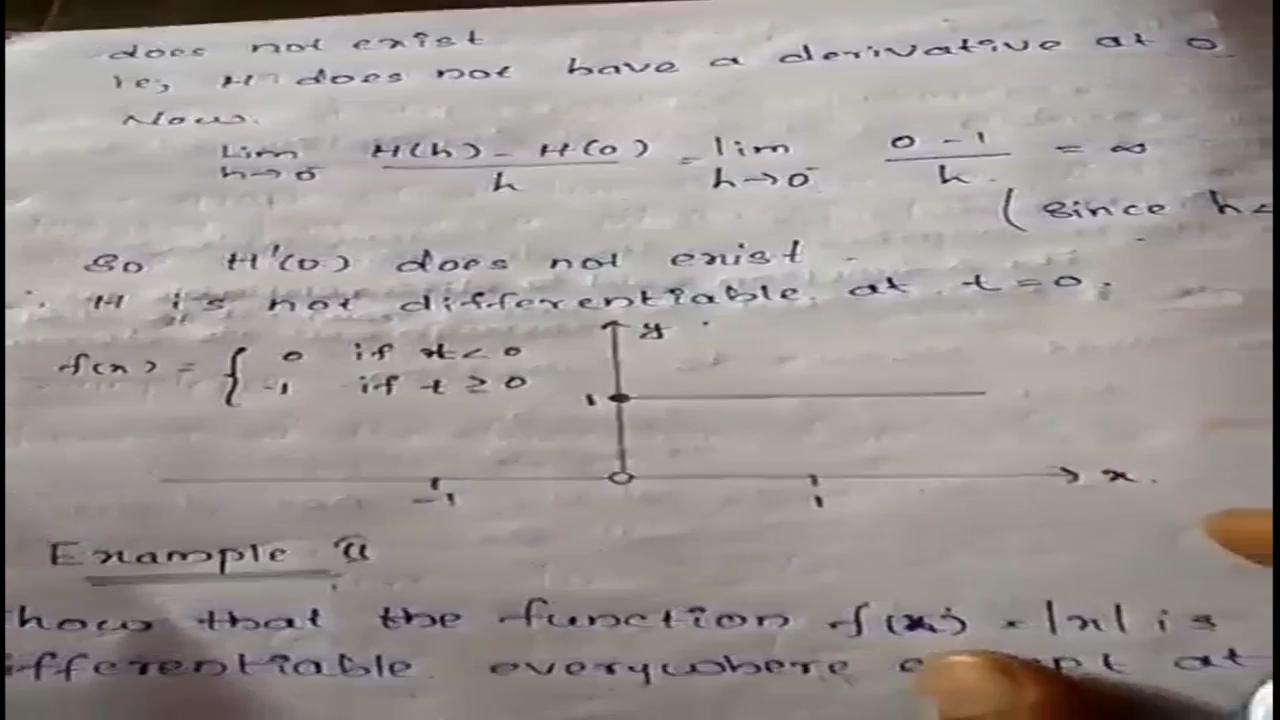 does not exist
ie, H does not have a derivative at 0
Now.
Lim h→0⁻ H(h) - H(0) / h = lim h→0⁻ 0 - 1 / h = ∞
( since h<
So H'(0) does not exist.
∴ H is not differentiable at t = 0.
y
f(x) = { 0 if x < 0
1 if t ≥ 0
1
x
-1 1
Example
how that the function f(x) = |x| is
ifferentiable everywhere at